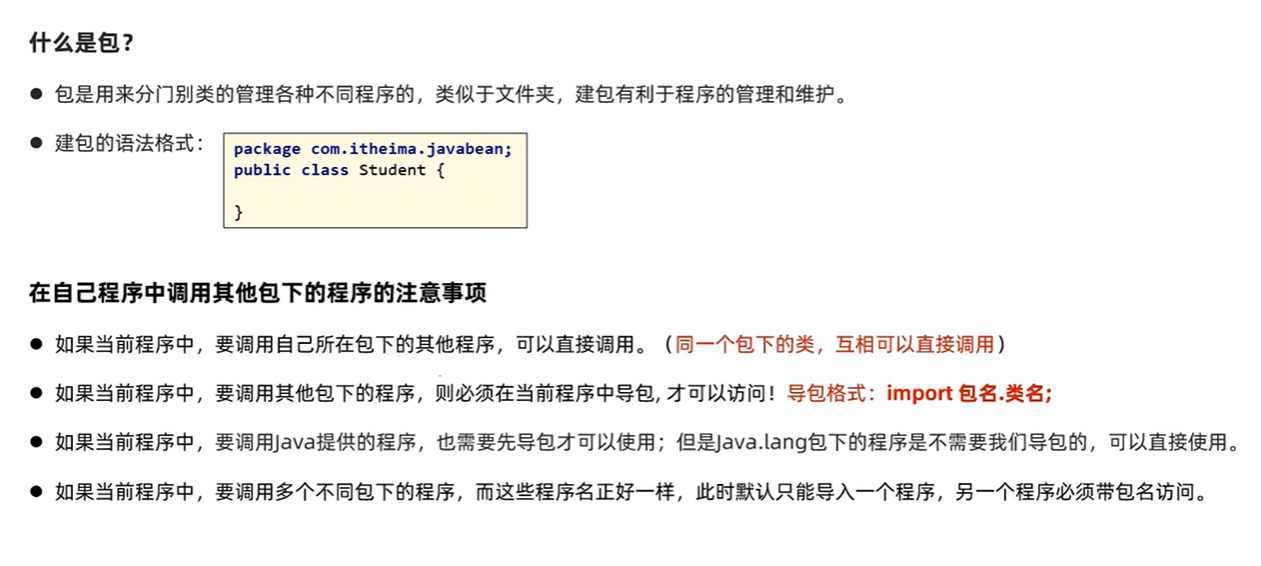 什么是包？
● 包是用来分门别类的管理各种不同程序的，类似于文件夹，建包有利于程序的管理和维护。
● 建包的语法格式：
package com.itheima.javabean;
public class Student {
}
在自己程序中调用其他包下的程序的注意事项
● 如果当前程序中，要调用自己所在包下的其他程序，可以直接调用。（同一个包下的类，互相可以直接调用）
● 如果当前程序中，要调用其他包下的程序，则必须在当前程序中导包, 才可以访问！导包格式：import 包名.类名;
● 如果当前程序中，要调用Java提供的程序，也需要先导包才可以使用；但是Java.lang包下的程序是不需要我们导包的，可以直接使用。
● 如果当前程序中，要调用多个不同包下的程序，而这些程序名正好一样，此时默认只能导入一个程序，另一个程序必须带包名访问。